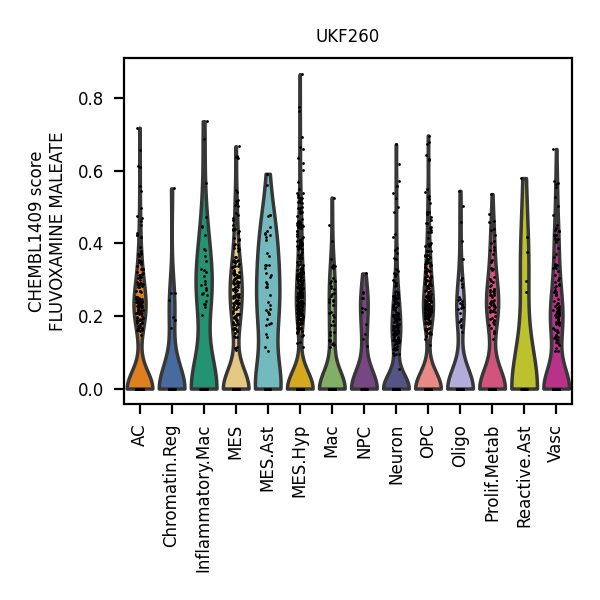 UKF260
CHEMBL1409 score
FLUVOXAMINE MALEATE
0.8
0.6
0.4
0.2
0.0
AC
Chromatin.Reg
Inflammatory.Mac
MES
MES.Ast
MES.Hyp
Mac
NPC
Neuron
OPC
Oligo
Prolif.Metab
Reactive.Ast
Vasc